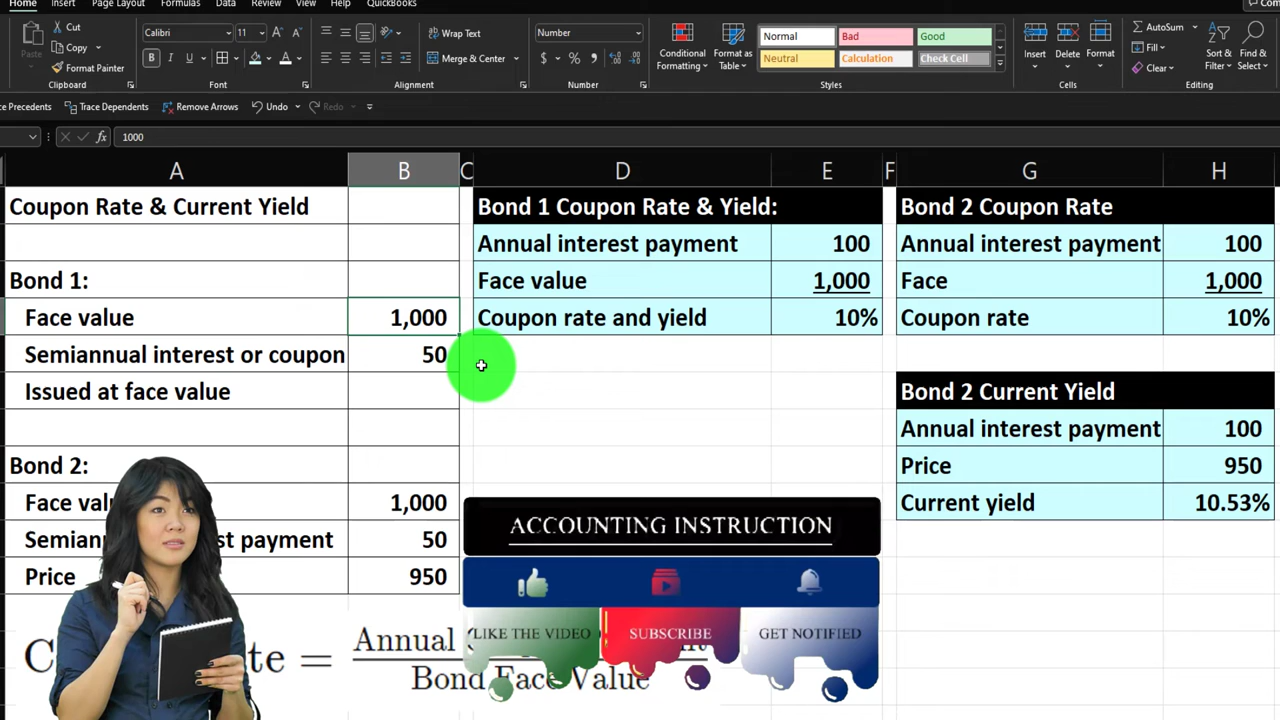 Home Insert Page Layout Formulas Data Review View Help QuickBooks
Cut
Copy
Format Painter
Paste
Clipboard
Calibri 11
B I U
Font
Wrap Text
Merge & Center
Alignment
Number
$ % 
Number
Conditional Formatting
Format as Table
Normal Bad Good
Neutral Calculation Check Cell
Styles
Insert Delete Format
Cells
AutoSum
Fill
Clear
Sort & Filter
Find & Select
Editing
Precedents Trace Dependents Remove Arrows Undo Redo
fx 1000
A B C D E F G H
Coupon Rate & Current Yield
Bond 1:
Face value 1,000
Semiannual interest or coupon 50
Issued at face value
Bond 2:
Face 1,000
payment 50
Price 950
Bond 1 Coupon Rate & Yield:
Annual interest payment 100
Face value 1,000
Coupon rate and yield 10%
Bond 2 Coupon Rate
Annual interest payment 100
Face 1,000
Coupon rate 10%
Bond 2 Current Yield
Annual interest payment 100
Price 950
Current yield 10.53%
ACCOUNTING INSTRUCTION
LIKE THE VIDEO SUBSCRIBE GET NOTIFIED
= Annual
Bond Face Value